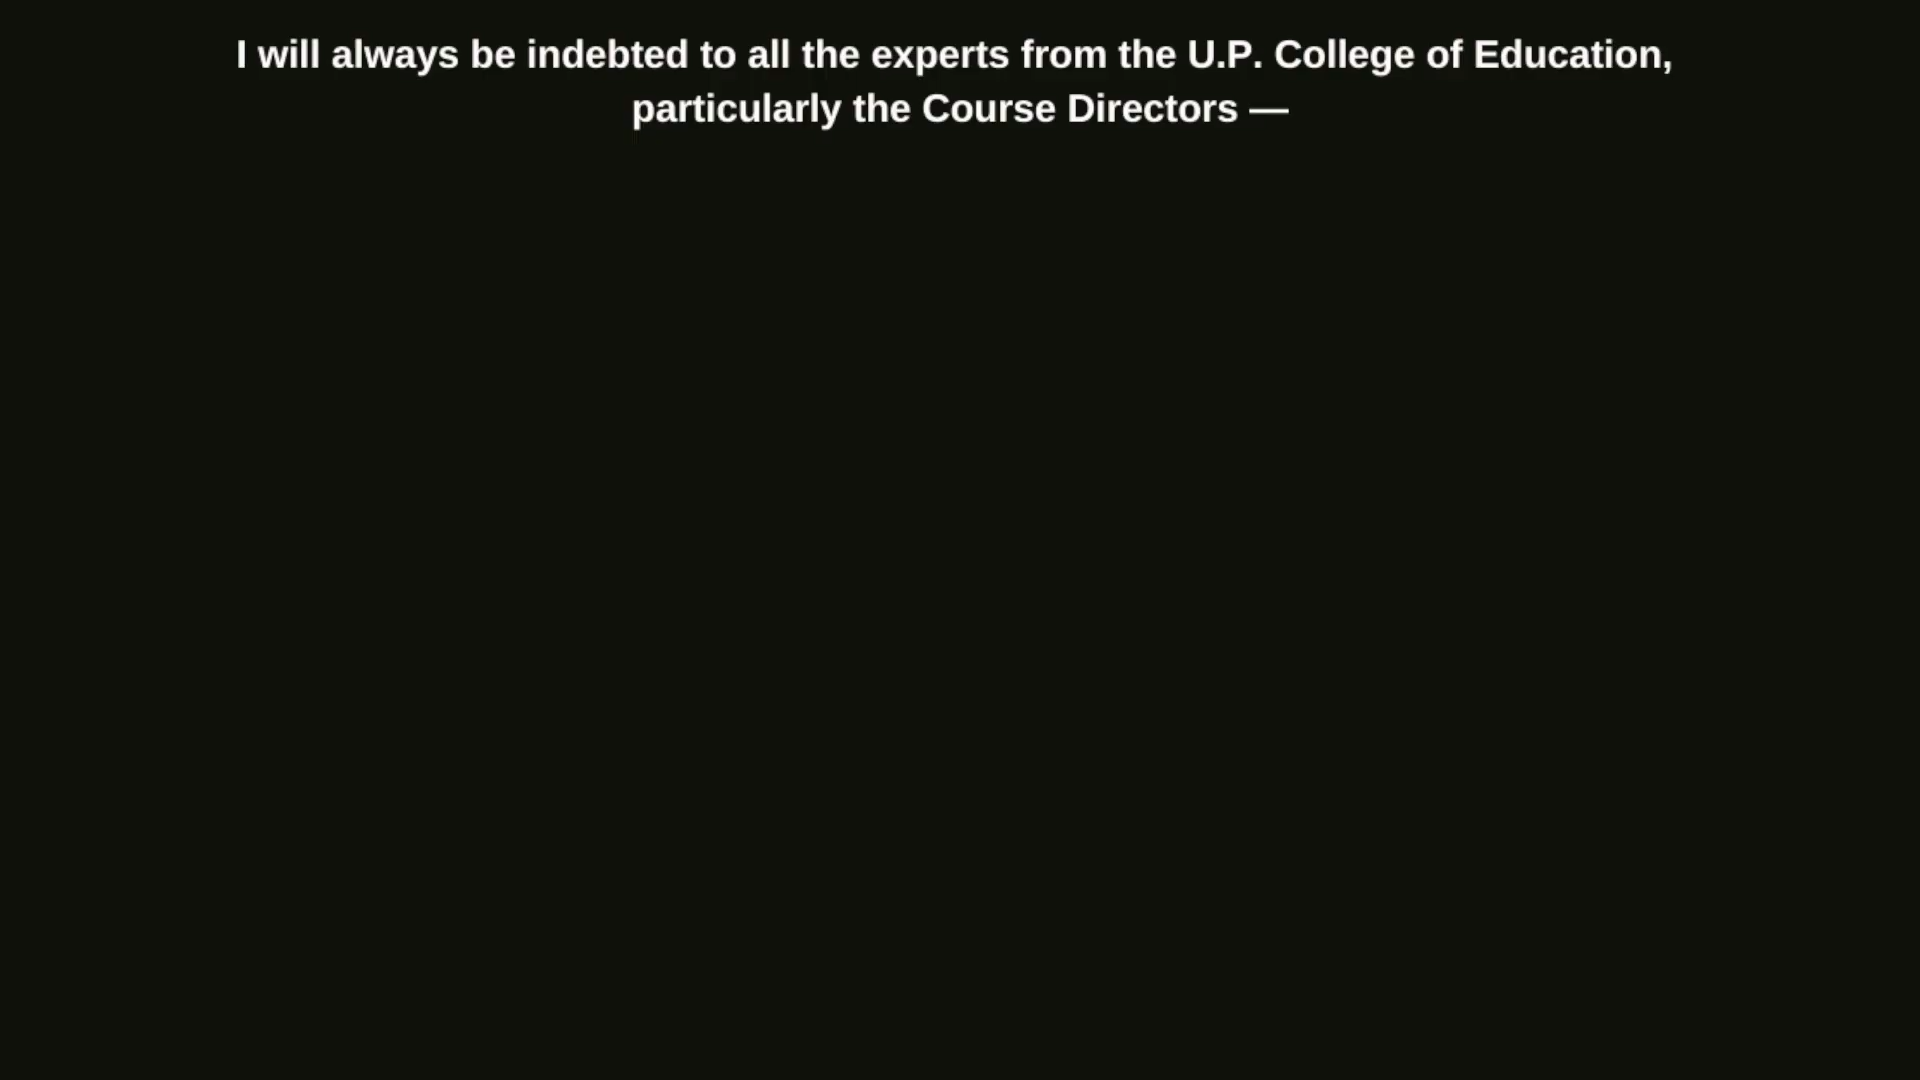 I will always be indebted to all the experts from the U.P. College of Education,
particularly the Course Directors —